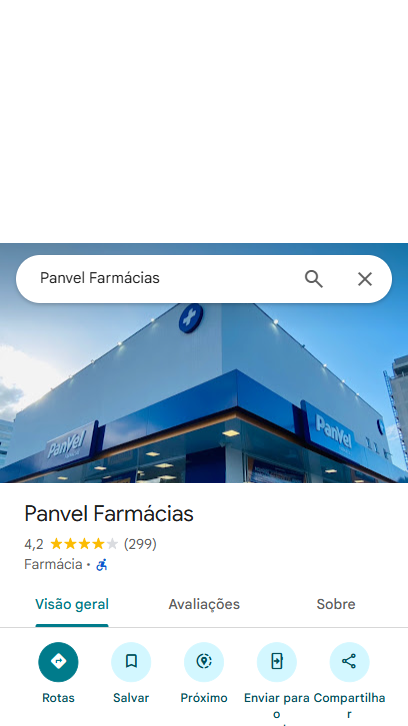 Panvel Farmácias
PanVel
PanVel
Panvel Farmácias
4,2 (299)
Farmácia ·
Visão geral
Avaliações
Sobre
Rotas
Salvar
Próximo
Enviar para o
Compartilhar